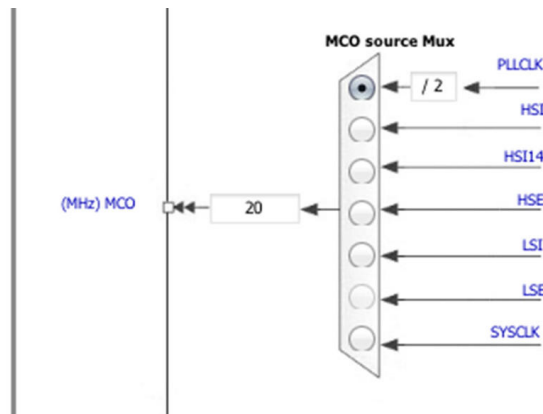 MCO source Mux
PLLCLK
/ 2
HSI
HSI14
HSE
(MHz) MCO
20
LSI
LSE
SYSCLK